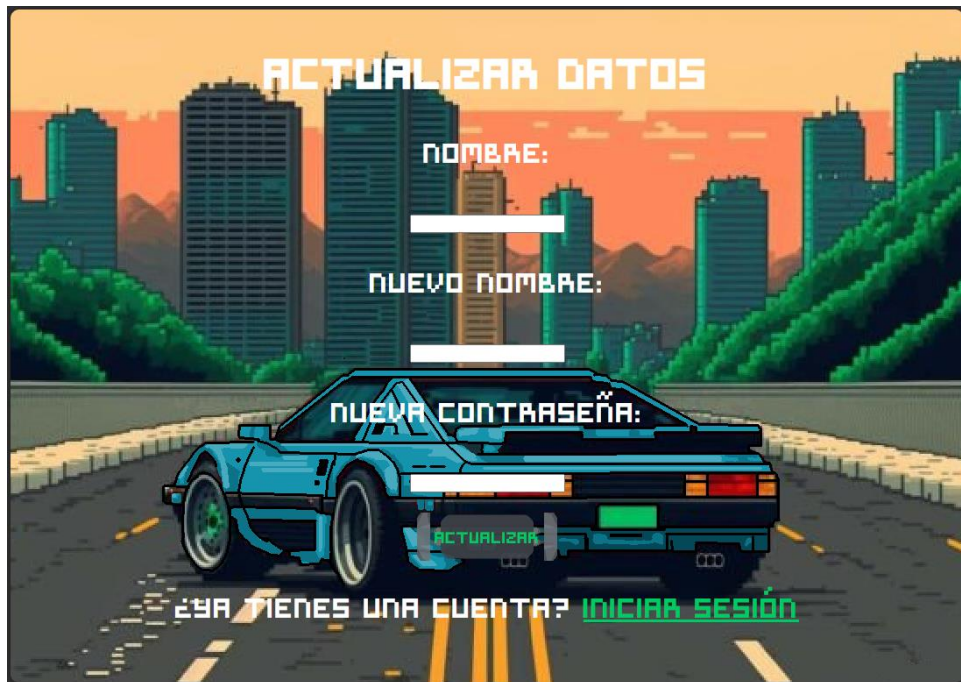 ACTUALIZAR DATOS
NOMBRE:
NUEVO NOMBRE:
NUEVA CONTRASEÑA:
ACTUALIZAR
¿YA TIENES UNA CUENTA? INICIAR SESIÓN